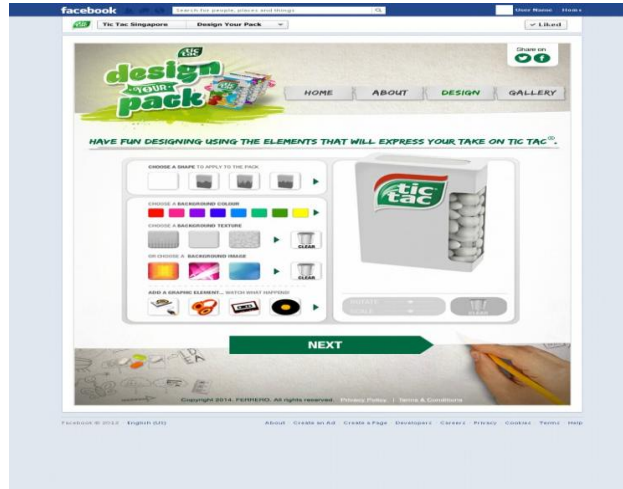 facebook Search for people, places and things User Name Home
Tic Tac Singapore Design Your Pack Liked
tic tac
design YOUR pack
Share on
HOME ABOUT DESIGN GALLERY
HAVE FUN DESIGNING USING THE ELEMENTS THAT WILL EXPRESS YOUR TAKE ON TIC TAC®.
CHOOSE A SHAPE TO APPLY TO THE PACK
CHOOSE A BACKGROUND COLOUR
CHOOSE A BACKGROUND TEXTURE
CLEAR
OR CHOOSE A BACKGROUND IMAGE
CLEAR
ADD A GRAPHIC ELEMENT... WATCH WHAT HAPPENS!
tic tac
ROTATE
SCALE
CLEAR
NEXT
Copyright 2014. FERRERO. All rights reserved. Privacy Policy | Terms & Conditions
English (US) About Create an Ad Create a Page Developers Careers Privacy Cookies Terms Help